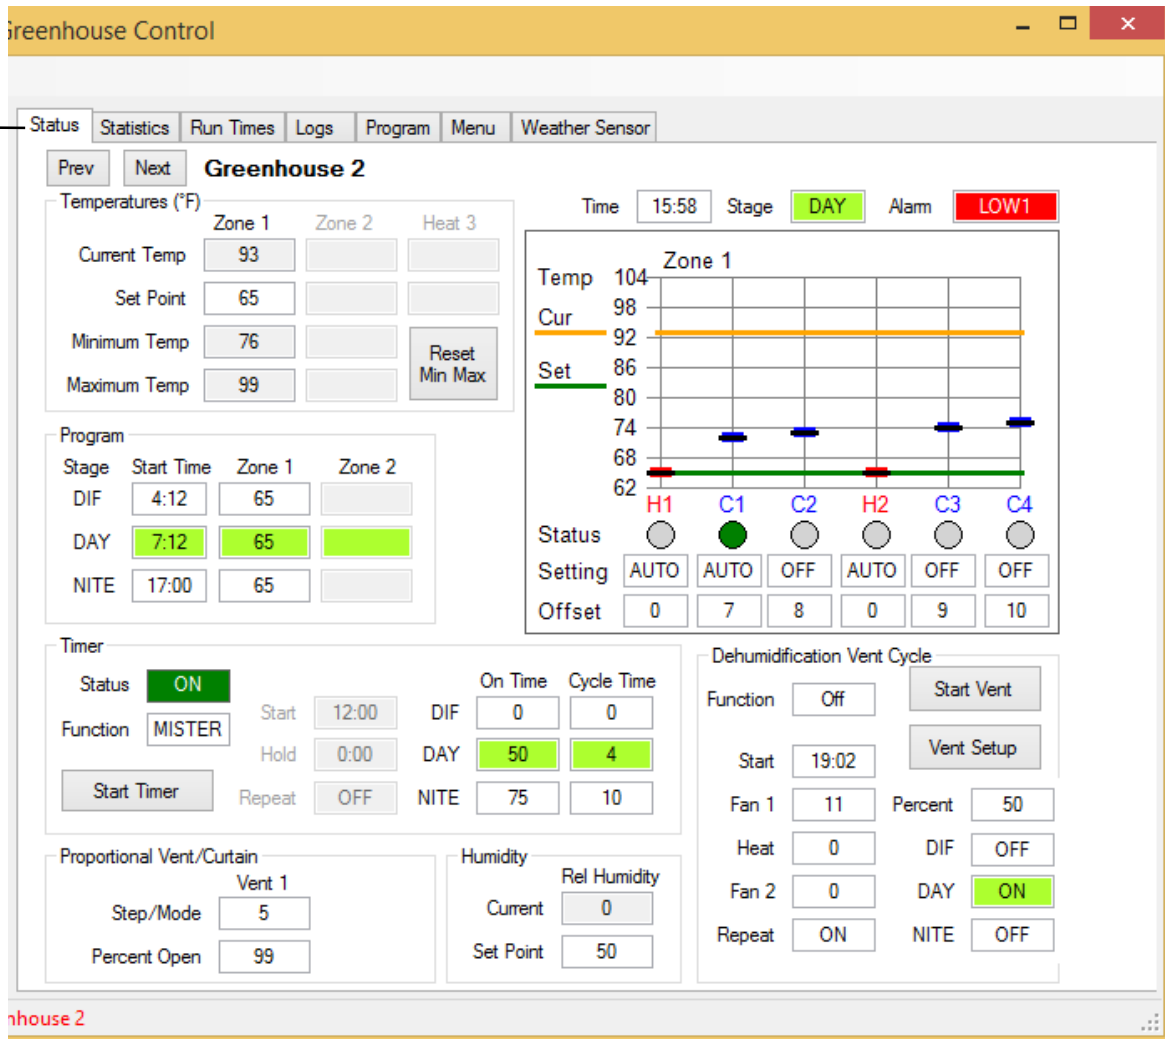 reenhouse Control
Status Statistics Run Times Logs Program Menu Weather Sensor
Prev Next Greenhouse 2
Time 15:58 Stage DAY Alarm LOW1
Temperatures (°F)
Zone 1 Zone 2 Heat 3
Current Temp 93
Set Point 65
Minimum Temp 76
Maximum Temp 99
Reset
Min Max
Zone 1
Temp 104
98
Cur
92
Set 86
80
74
68
62
H1 C1 C2 H2 C3 C4
Status
Setting AUTO AUTO OFF AUTO OFF OFF
Offset 0 7 8 0 9 10
Program
Stage Start Time Zone 1 Zone 2
DIF 4:12 65
DAY 7:12 65
NITE 17:00 65
Timer
Status ON
Function MISTER
Start Timer
Start 12:00
Hold 0:00
Repeat OFF
On Time Cycle Time
DIF 0 0
DAY 50 4
NITE 75 10
Dehumidification Vent Cycle
Function Off Start Vent
Start 19:02 Vent Setup
Fan 1 11 Percent 50
Heat 0 DIF OFF
Fan 2 0 DAY ON
Repeat ON NITE OFF
Proportional Vent/Curtain
Vent 1
Step/Mode 5
Percent Open 99
Humidity
Rel Humidity
Current 0
Set Point 50
nhouse 2